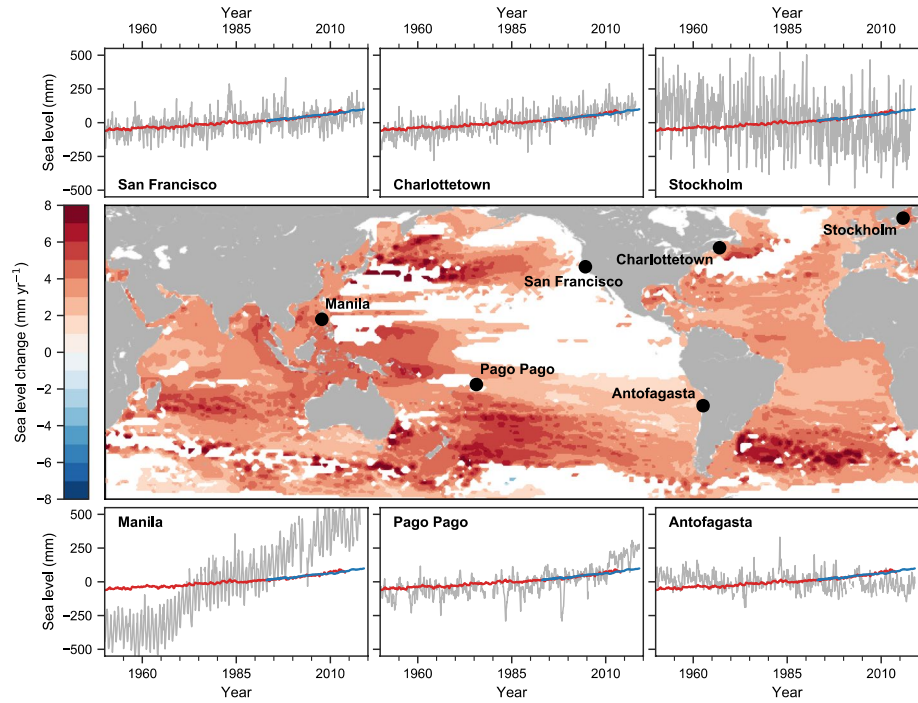 Year Year
1960 1985 2010 1960 1985 2010 1960 1985 2010
Sea level (mm)
500
250
0
−250
−500
San Francisco Charlottetown Stockholm
Sea level change (mm yr−1)
8
6
4
2
0
−2
−4
−6
−8
Stockholm
Charlottetown
San Francisco
Manila
Pago Pago
Antofagasta
Manila Pago Pago Antofagasta
Sea level (mm)
500
250
0
−250
−500
1960 1985 2010 1960 1985 2010 1960 1985 2010
Year Year Year